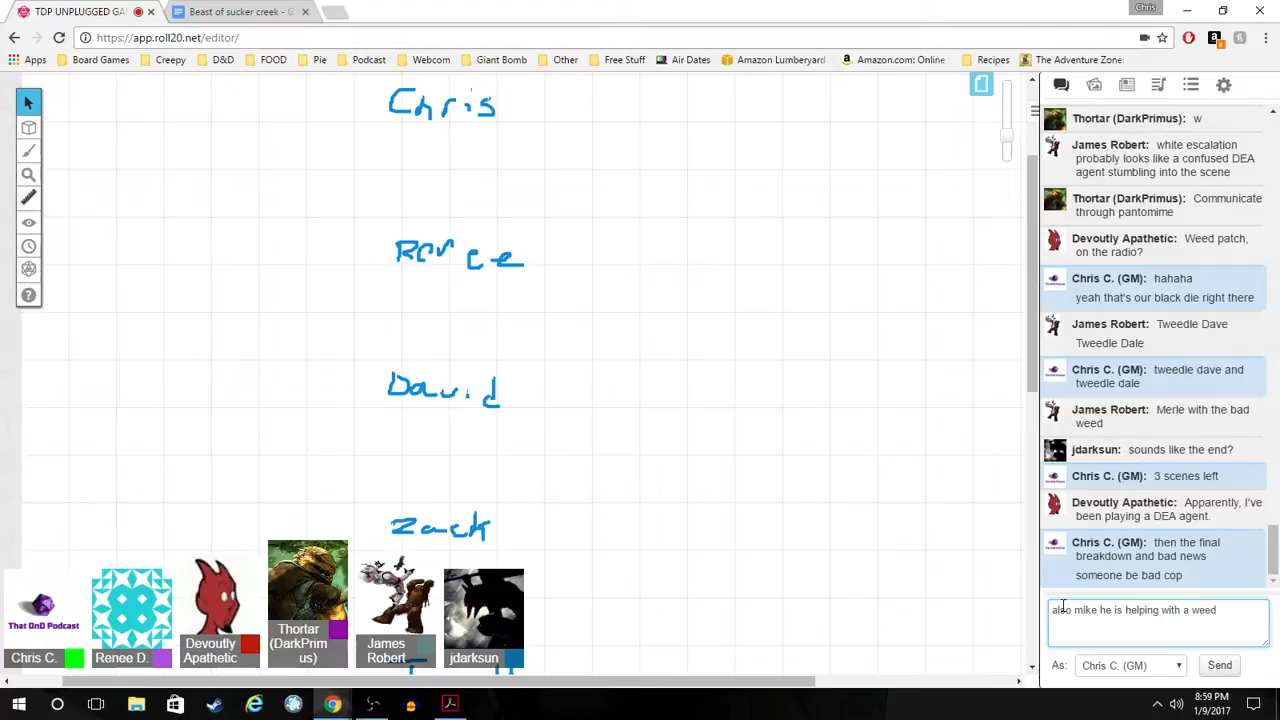 Chris
TDP UNPLUGGED GA
Beast of sucker creek - G
https://app.roll20.net/editor/
Apps
Board Games
Creepy
D&D
FOOD
Pie
Podcast
Webcom
Giant Bomb
Other
Free Stuff
Air Dates
Amazon Lumberyard
Amazon.com: Online
Recipes
The Adventure Zone:
Chris
David
Zack
Thortar (DarkPrimus): w
James Robert: white escalation
probably looks like a confused DEA
agent stumbling into the scene
Thortar (DarkPrimus): Communicate
through pantomime
Devoutly Apathetic: Weed patch,
on the radio?
Chris C. (GM): hahaha
yeah that's our black die right there
James Robert: Tweedle Dave
Tweedle Dale
Chris C. (GM): tweedle dave and
tweedle dale
James Robert: Merle with the bad
weed
jdarksun: sounds like the end?
Chris C. (GM): 3 scenes left
Devoutly Apathetic: Apparently, I've
been playing a DEA agent.
Chris C. (GM): then the final
breakdown and bad news
someone be bad cop
also mike he is helping with a weed
As: Chris C. (GM) Send
That DnD Podcast
Chris C.
Renee D.
Devoutly
Apathetic
Thortar
(DarkPrim
us)
James
Robert
jdarksun
8:59 PM
1/9/2017